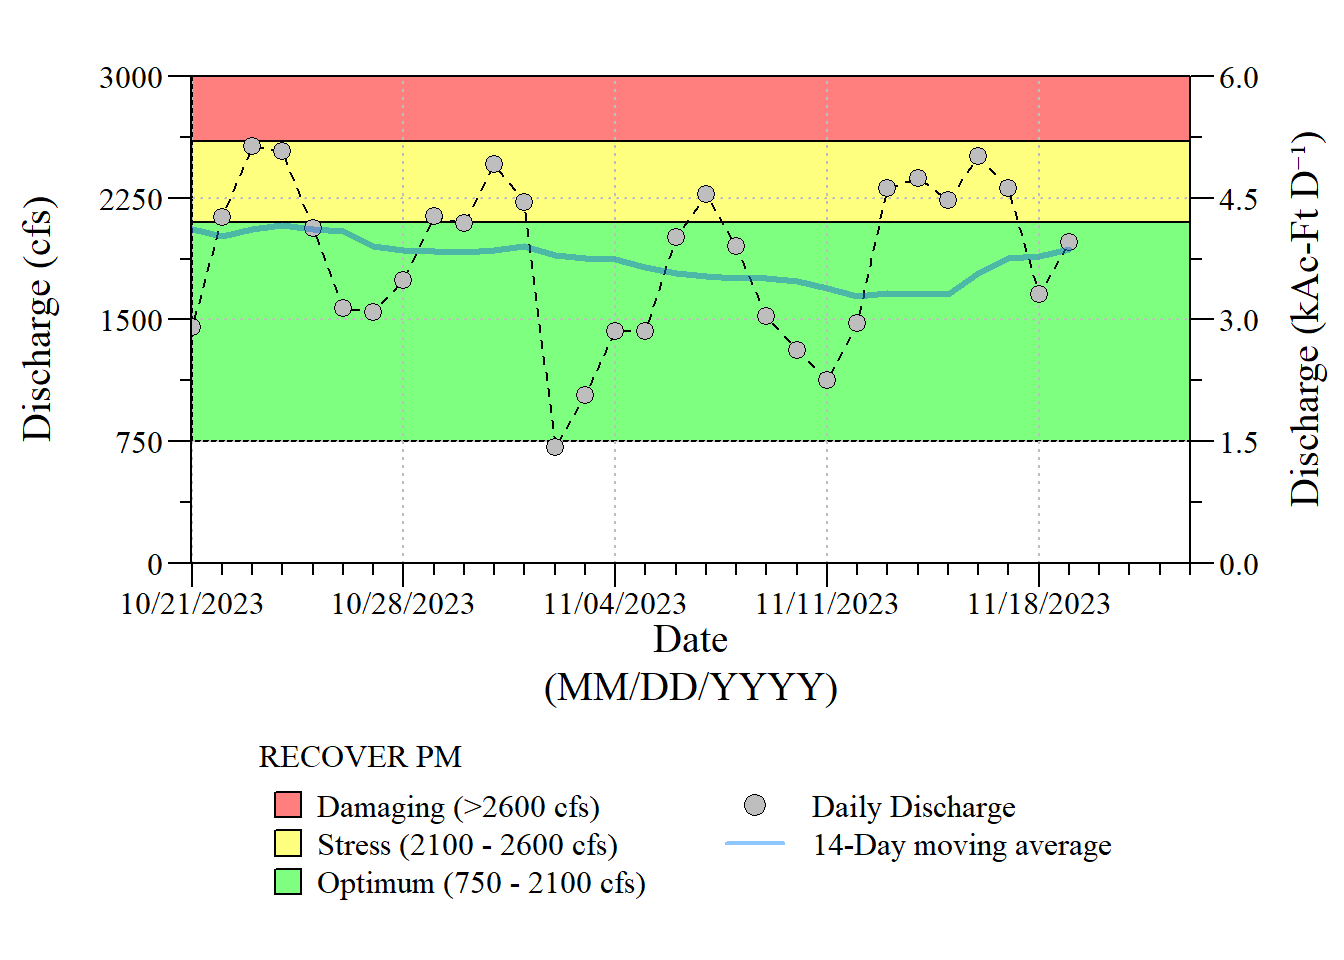 3000
2250
1500
750
0
Discharge (cfs)
6.0
4.5
3.0
1.5
0.0
Discharge (kAc-Ft D⁻¹)
10/21/2023 10/28/2023 11/04/2023 11/11/2023 11/18/2023
Date
(MM/DD/YYYY)
RECOVER PM
Damaging (>2600 cfs)
Stress (2100 - 2600 cfs)
Optimum (750 - 2100 cfs)
Daily Discharge
14-Day moving average